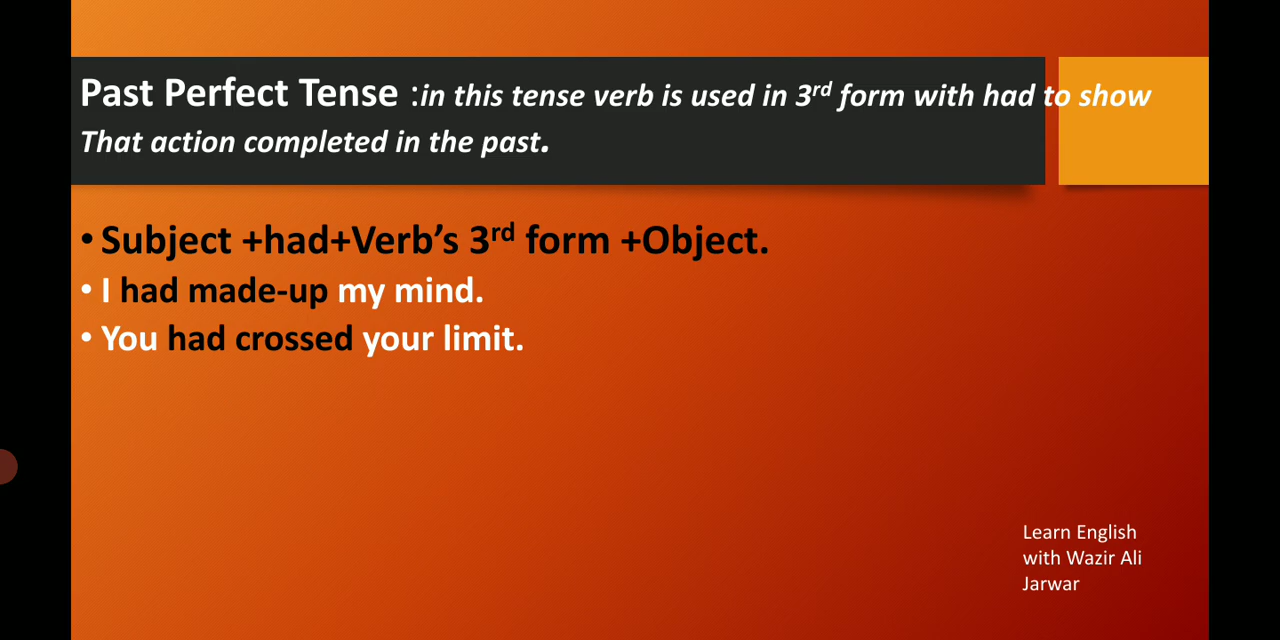 Past Perfect Tense :in this tense verb is used in 3rd form with had to show
That action completed in the past.
• Subject +had+Verb’s 3rd form +Object.
• I had made-up my mind.
• You had crossed your limit.
Learn English
with Wazir Ali
Jarwar